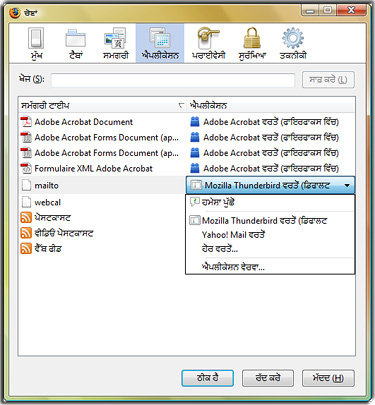 ਚੋਣਾਂ
ਮੁੱਖ ਟੈਬਾਂ ਸਮਗਰੀ ਐਪਲੀਕੇਸ਼ਨ ਪਰਾਈਵੇਸੀ ਸੁਰੱਖਿਆ ਤਕਨੀਕੀ
ਖੋਜ (S): ਸਾਫ਼ ਕਰੋ (L)
ਸਮੱਗਰੀ ਟਾਈਪ ਐਪਲੀਕੇਸ਼ਨ
Adobe Acrobat Document Adobe Acrobat ਵਰਤੋਂ (ਫਾਇਰਫਾਕਸ ਵਿੱਚ)
Adobe Acrobat Forms Document (ap... Adobe Acrobat ਵਰਤੋਂ (ਫਾਇਰਫਾਕਸ ਵਿੱਚ)
Adobe Acrobat Forms Document (ap... Adobe Acrobat ਵਰਤੋਂ (ਫਾਇਰਫਾਕਸ ਵਿੱਚ)
Formulaire XML Adobe Acrobat Adobe Acrobat ਵਰਤੋਂ (ਫਾਇਰਫਾਕਸ ਵਿੱਚ)
mailto Mozilla Thunderbird ਵਰਤੋਂ (ਡਿਫਾਲਟ
webcal ਹਮੇਸ਼ਾ ਪੁੱਛੋ
ਪੋਡਕਾਸਟ Mozilla Thunderbird ਵਰਤੋਂ (ਡਿਫਾਲਟ
ਵੀਡਿਓ ਪੋਡਕਾਸਟ Yahoo! Mail ਵਰਤੋਂ
ਵੈੱਬ ਫੀਡ ਹੋਰ ਵਰਤੋਂ...
ਐਪਲੀਕੇਸ਼ਨ ਵੇਰਵਾ...
ਠੀਕ ਹੈ ਰੱਦ ਕਰੋ ਮੱਦਦ (H)